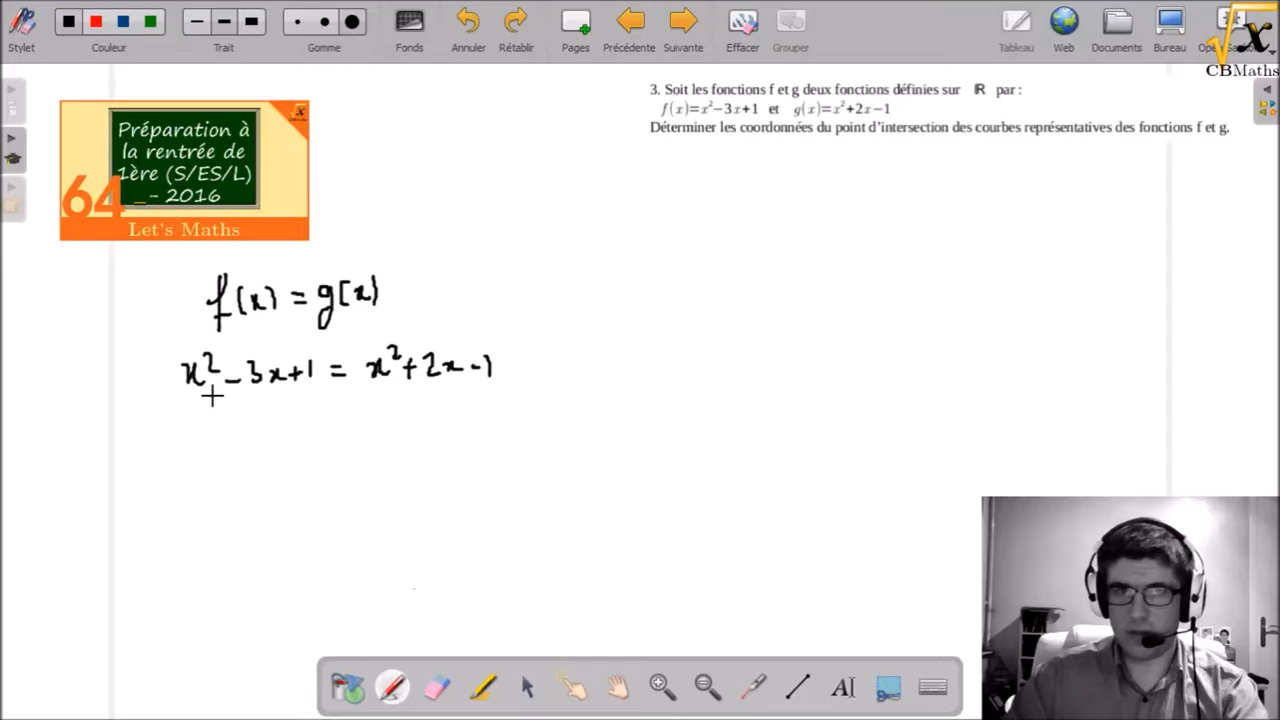 Stylet Couleur Trait Gomme Fonds Annuler Rétablir Pages Précédente Suivante Effacer Grouper Tableau Web Documents Bureau
CBMaths
3. Soit les fonctions f et g deux fonctions définies sur ℝ par :
f(x)=x²−3x+1 et g(x)=x²+2x−1
Déterminer les coordonnées du point d'intersection des courbes représentatives des fonctions f et g.
Préparation à
la rentrée de
1ère (S/ES/L)
_ - 2016
64
Let's Maths
f(x) = g(x)
x² - 3x + 1 = x² + 2x - 1
AI